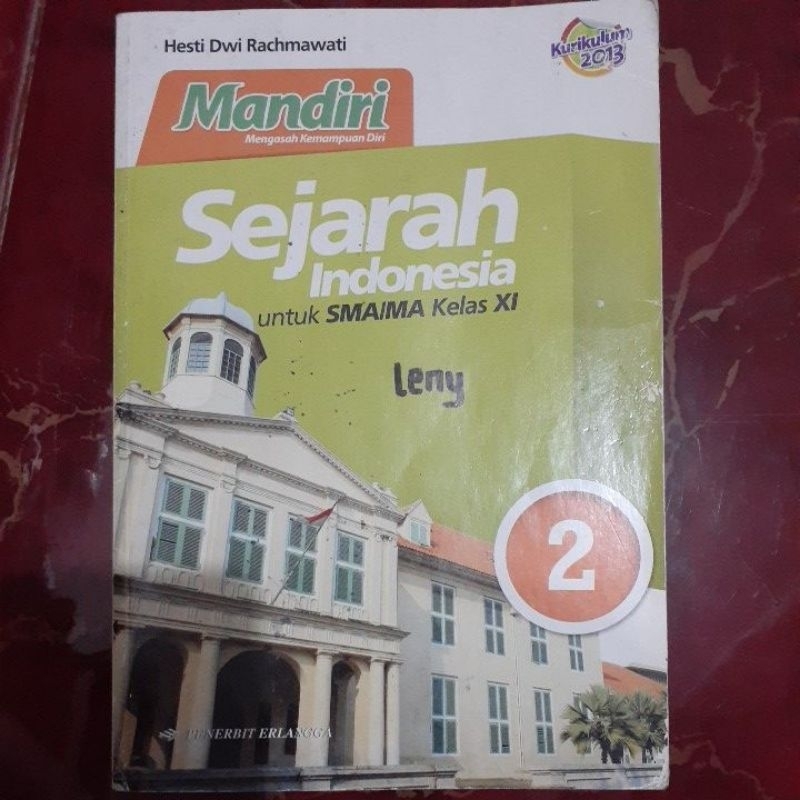 Hesti Dwi Rachmawati
Kurikulum
2013
Mandiri
Mengasah Kemampuan Diri
Sejarah
Indonesia
untuk SMA/MA Kelas XI
Leny
2
PENERBIT ERLANGGA